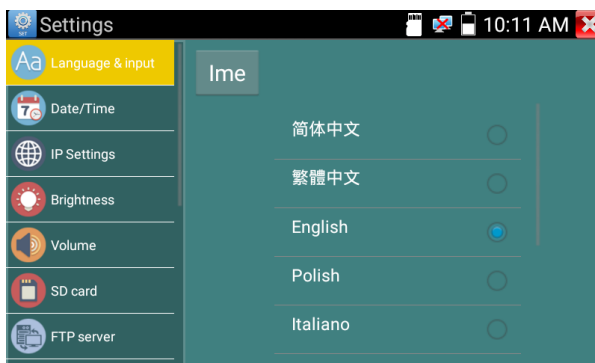 Settings
10:11 AM
Language & input
Date/Time
IP Settings
Brightness
Volume
SD card
FTP server
Ime
简体中文
繁體中文
English
Polish
Italiano